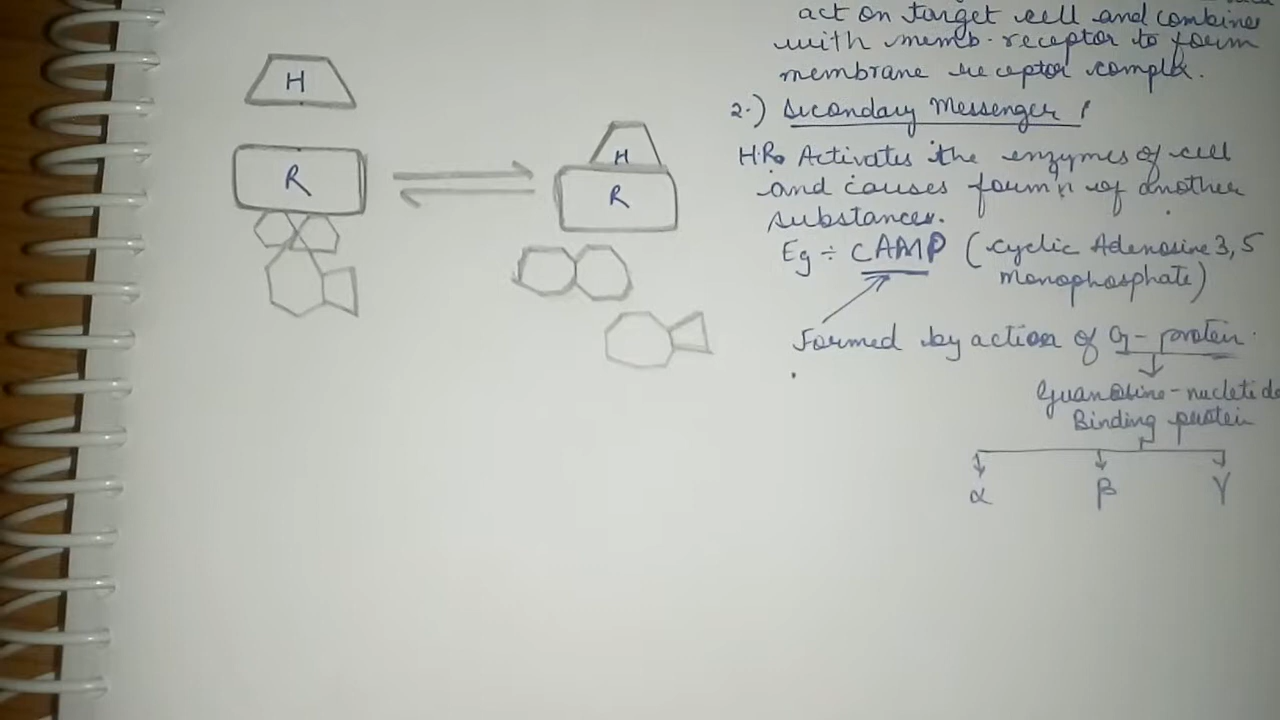 act on target cell and combines
with memb. receptor to form
membrane receptor complex.
2.) Secondary Messenger
H.R. Activates the enzymes of cell
and causes form'n of another
substances.
Eg ÷ CAMP (cyclic Adenosine 3,5
monophosphate)
Formed by action of G-protein.
Guanosine-nucletide
Binding protein
α β γ
H
R
H
R